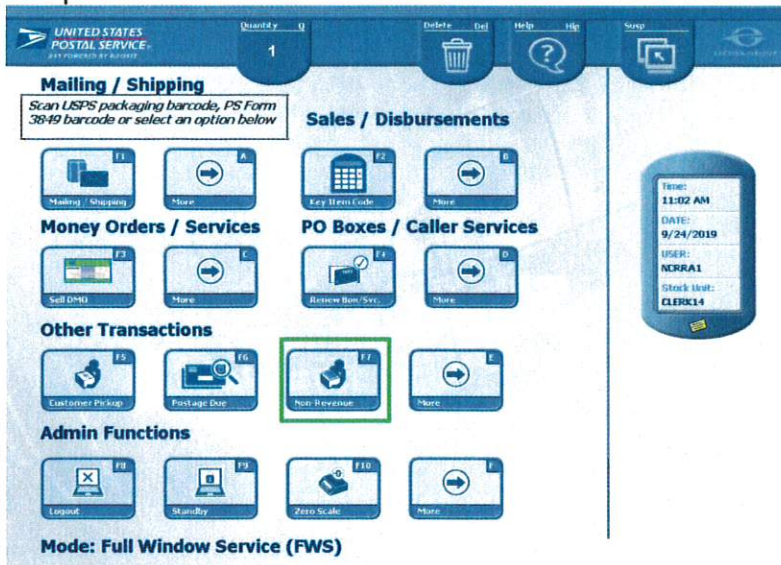 UNITED STATES
POSTAL SERVICE
Quantity Q
1
Delete Del
Help Hlp
Susp
Mailing / Shipping
Scan USPS packaging barcode, PS Form
3849 barcode or select an option below
Sales / Disbursements
F1
Mailing / Shipping
A
More
F2
Key Item Code
B
More
Money Orders / Services
PO Boxes / Caller Services
F3
Sell DMO
C
More
F4
Renew Box/Svc.
D
More
Other Transactions
F5
Customer Pickup
F6
Postage Due
F7
Non-Revenue
E
More
Admin Functions
F8
Logout
F9
Standby
F10
Zero Scale
F
More
Mode: Full Window Service (FWS)
Time:
11:02 AM
DATE:
9/24/2019
USER:
NCRRA1
Stock Unit:
CLERK14